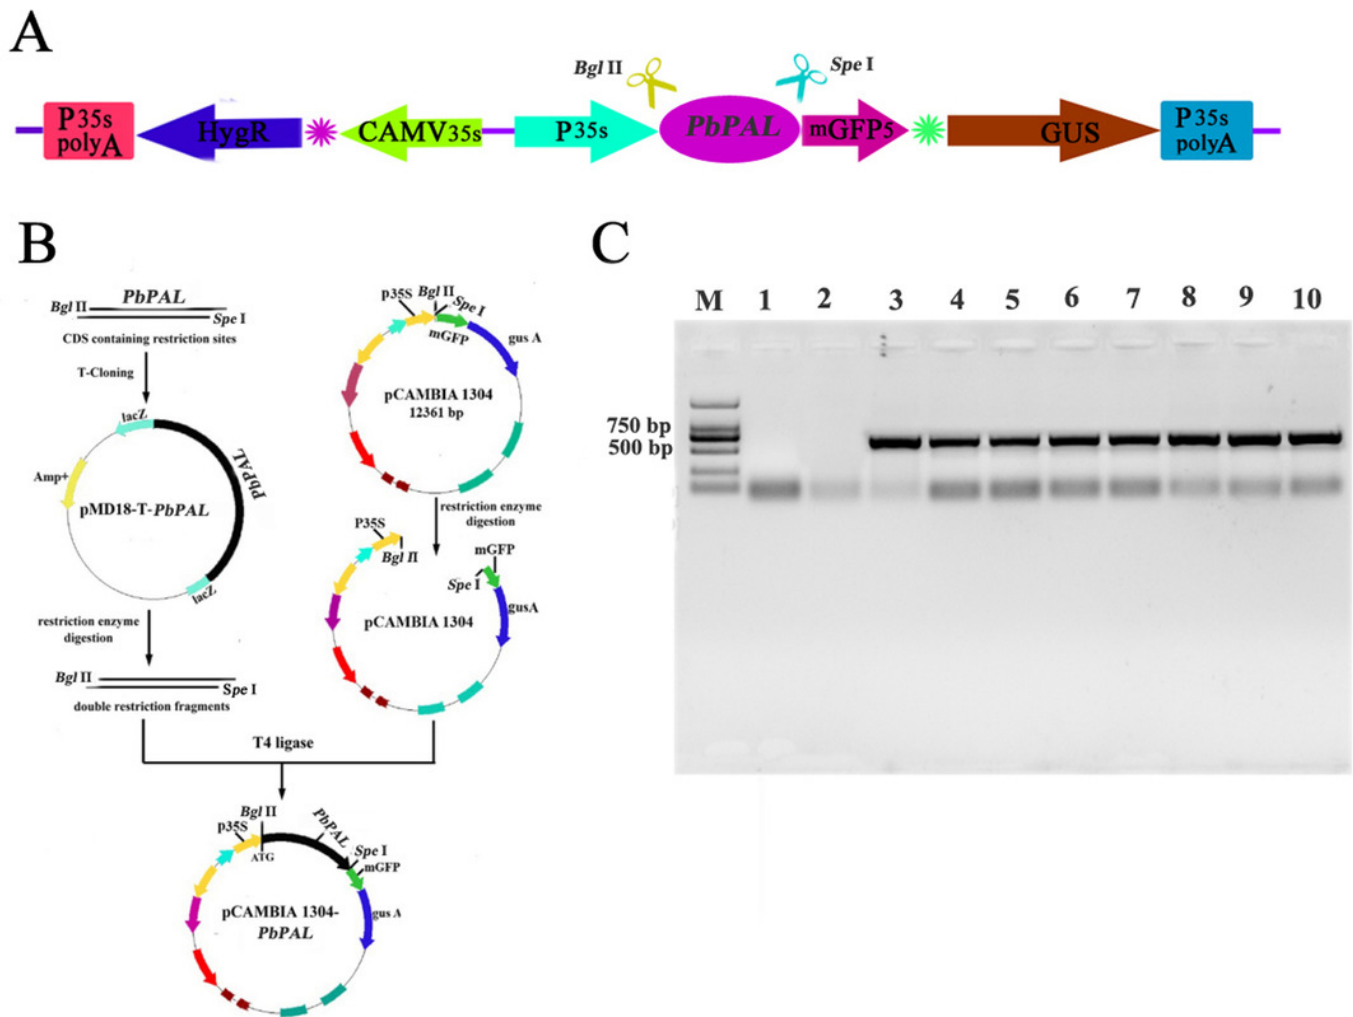 A
Bgl II
Spe I
P35s polyA
HygR
CAMV35s
P35s
PbPAL
mGFP5
GUS
P35s polyA
B
PbPAL
Bgl II
Spe I
CDS containing restriction sites
T-Cloning
lacZ
PbPAL
Amp+
pMD18-T-PbPAL
lacZ
restriction enzyme
digestion
Bgl II
Spe I
double restriction fragments
p35S
Bgl II
Spe I
mGFP
gus A
pCAMBIA 1304
12361 bp
restriction enzyme
digestion
P35S
Bgl II
mGFP
Spe I
gusA
pCAMBIA 1304
T4 ligase
Bgl II
p35S
ATG
PbPAL
Spe I
mGFP
gus A
pCAMBIA 1304-
PbPAL
C
M 1 2 3 4 5 6 7 8 9 10
750 bp
500 bp